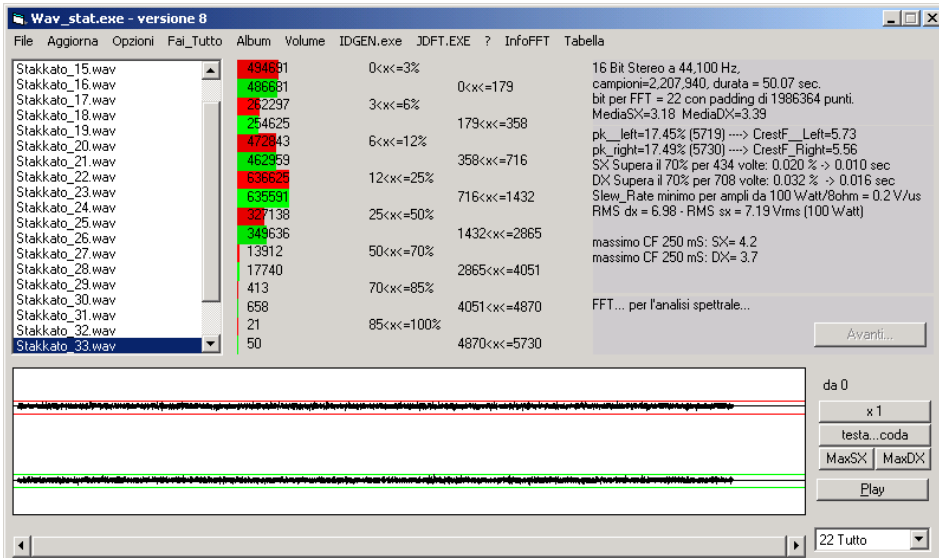 Wav_stat.exe - versione 8
File Aggiorna Opzioni Fai_Tutto Album Volume IDGEN.exe JDFT.EXE ? InfoFFT Tabella
Stakkato_15.wav
Stakkato_16.wav
Stakkato_17.wav
Stakkato_18.wav
Stakkato_19.wav
Stakkato_20.wav
Stakkato_21.wav
Stakkato_22.wav
Stakkato_23.wav
Stakkato_24.wav
Stakkato_25.wav
Stakkato_26.wav
Stakkato_27.wav
Stakkato_28.wav
Stakkato_29.wav
Stakkato_30.wav
Stakkato_31.wav
Stakkato_32.wav
Stakkato_33.wav
494691 0<x<=3%
486681 0<x<=179
262297 3<x<=6%
254625 179<x<=358
472843 6<x<=12%
462959 358<x<=716
636625 12<x<=25%
635591 716<x<=1432
327138 25<x<=50%
349636 1432<x<=2865
13912 50<x<=70%
17740 2865<x<=4051
413 70<x<=85%
658 4051<x<=4870
21 85<x<=100%
50 4870<x<=5730
16 Bit Stereo a 44,100 Hz,
campioni=2,207,940, durata = 50.07 sec.
bit per FFT = 22 con padding di 1986364 punti.
MediaSX=3.18 MediaDX=3.39
pk__left=17.45% (5719) ----> CrestF__Left=5.73
pk_right=17.49% (5730) ----> CrestF_Right=5.56
SX Supera il 70% per 434 volte: 0.020 % -> 0.010 sec
DX Supera il 70% per 708 volte: 0.032 % -> 0.016 sec
Slew_Rate minimo per ampli da 100 Watt/8ohm = 0.2 V/us
RMS dx = 6.98 - RMS sx = 7.19 Vrms (100 Watt)
massimo CF 250 mS: SX= 4.2
massimo CF 250 mS: DX= 3.7
FFT... per l'analisi spettrale...
Avanti...
da 0
x 1
testa...coda
MaxSX MaxDX
Play
22 Tutto